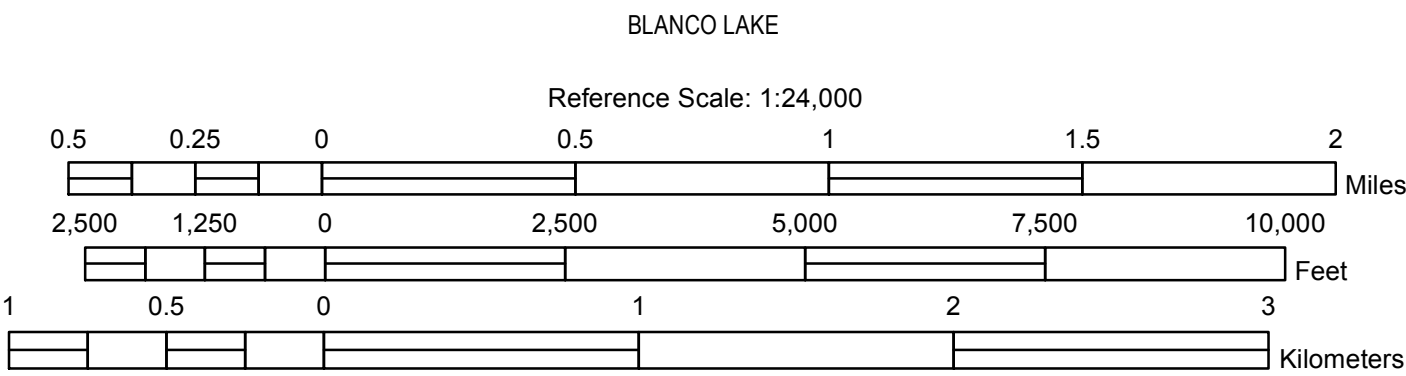 BLANCO LAKE
Reference Scale: 1:24,000
0.5 0.25 0 0.5 1 1.5 2
Miles
2,500 1,250 0 2,500 5,000 7,500 10,000
Feet
1 0.5 0 1 2 3
Kilometers